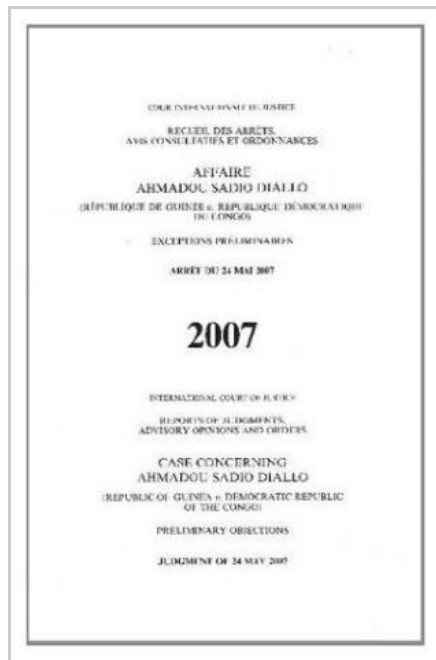 COUR INTERNATIONALE DE JUSTICE
RECUEIL DES ARRÊTS,
AVIS CONSULTATIFS ET ORDONNANCES
AFFAIRE
AHMADOU SADIO DIALLO
(RÉPUBLIQUE DE GUINÉE c. RÉPUBLIQUE DÉMOCRATIQUE
DU CONGO)
EXCEPTIONS PRÉLIMINAIRES
ARRÊT DU 24 MAI 2007
2007
INTERNATIONAL COURT OF JUSTICE
REPORTS OF JUDGMENTS,
ADVISORY OPINIONS AND ORDERS
CASE CONCERNING
AHMADOU SADIO DIALLO
(REPUBLIC OF GUINEA v. DEMOCRATIC REPUBLIC
OF THE CONGO)
PRELIMINARY OBJECTIONS
JUDGMENT OF 24 MAY 2007